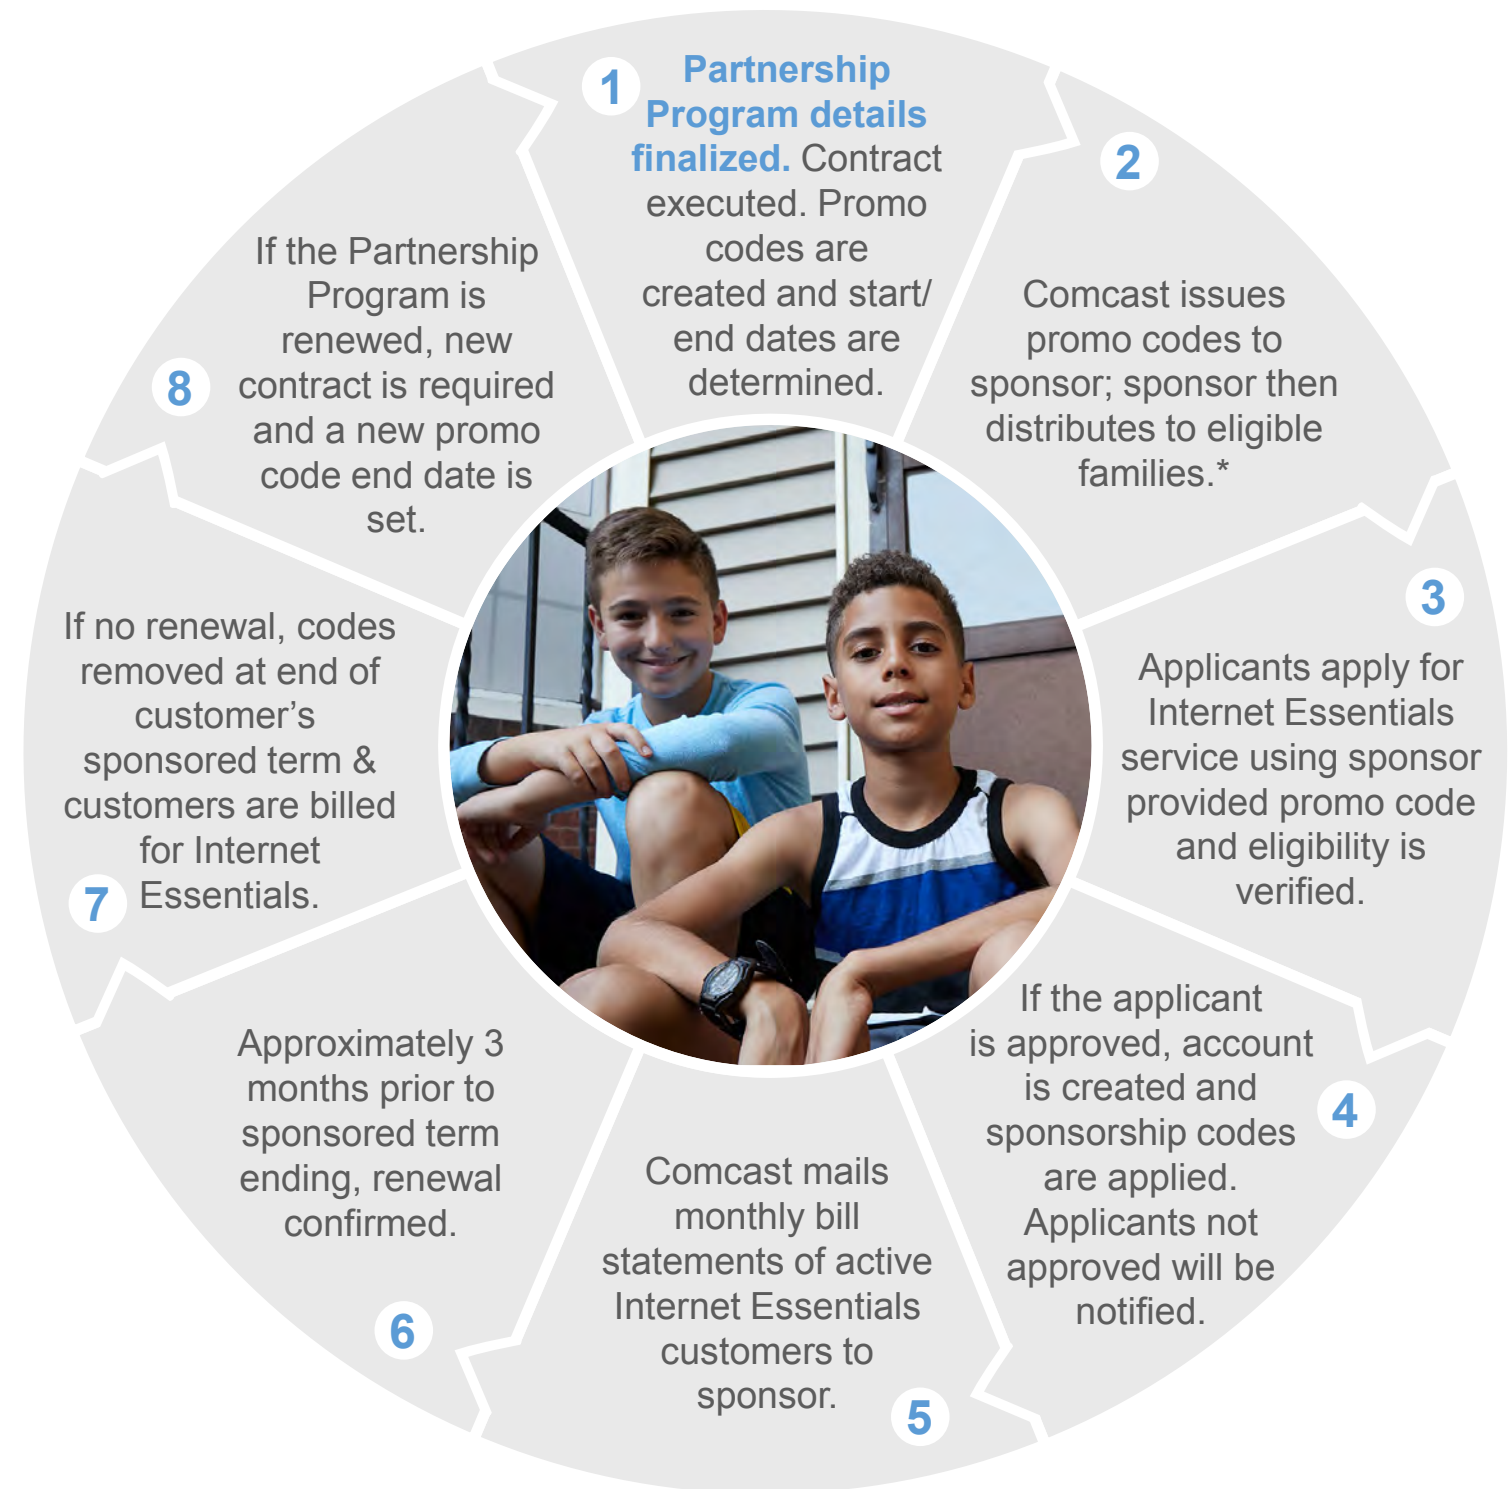 1
Partnership
Program details
finalized. Contract
executed. Promo
codes are
created and start/
end dates are
determined.
2
Comcast issues
promo codes to
sponsor; sponsor then
distributes to eligible
families.*
3
Applicants apply for
Internet Essentials
service using sponsor
provided promo code
and eligibility is
verified.
4
If the applicant
is approved, account
is created and
sponsorship codes
are applied.
Applicants not
approved will be
notified.
5
Comcast mails
monthly bill
statements of active
Internet Essentials
customers to
sponsor.
6
Approximately 3
months prior to
sponsored term
ending, renewal
confirmed.
7
If no renewal, codes
removed at end of
customer’s
sponsored term &
customers are billed
for Internet
Essentials.
8
If the Partnership
Program is
renewed, new
contract is required
and a new promo
code end date is
set.